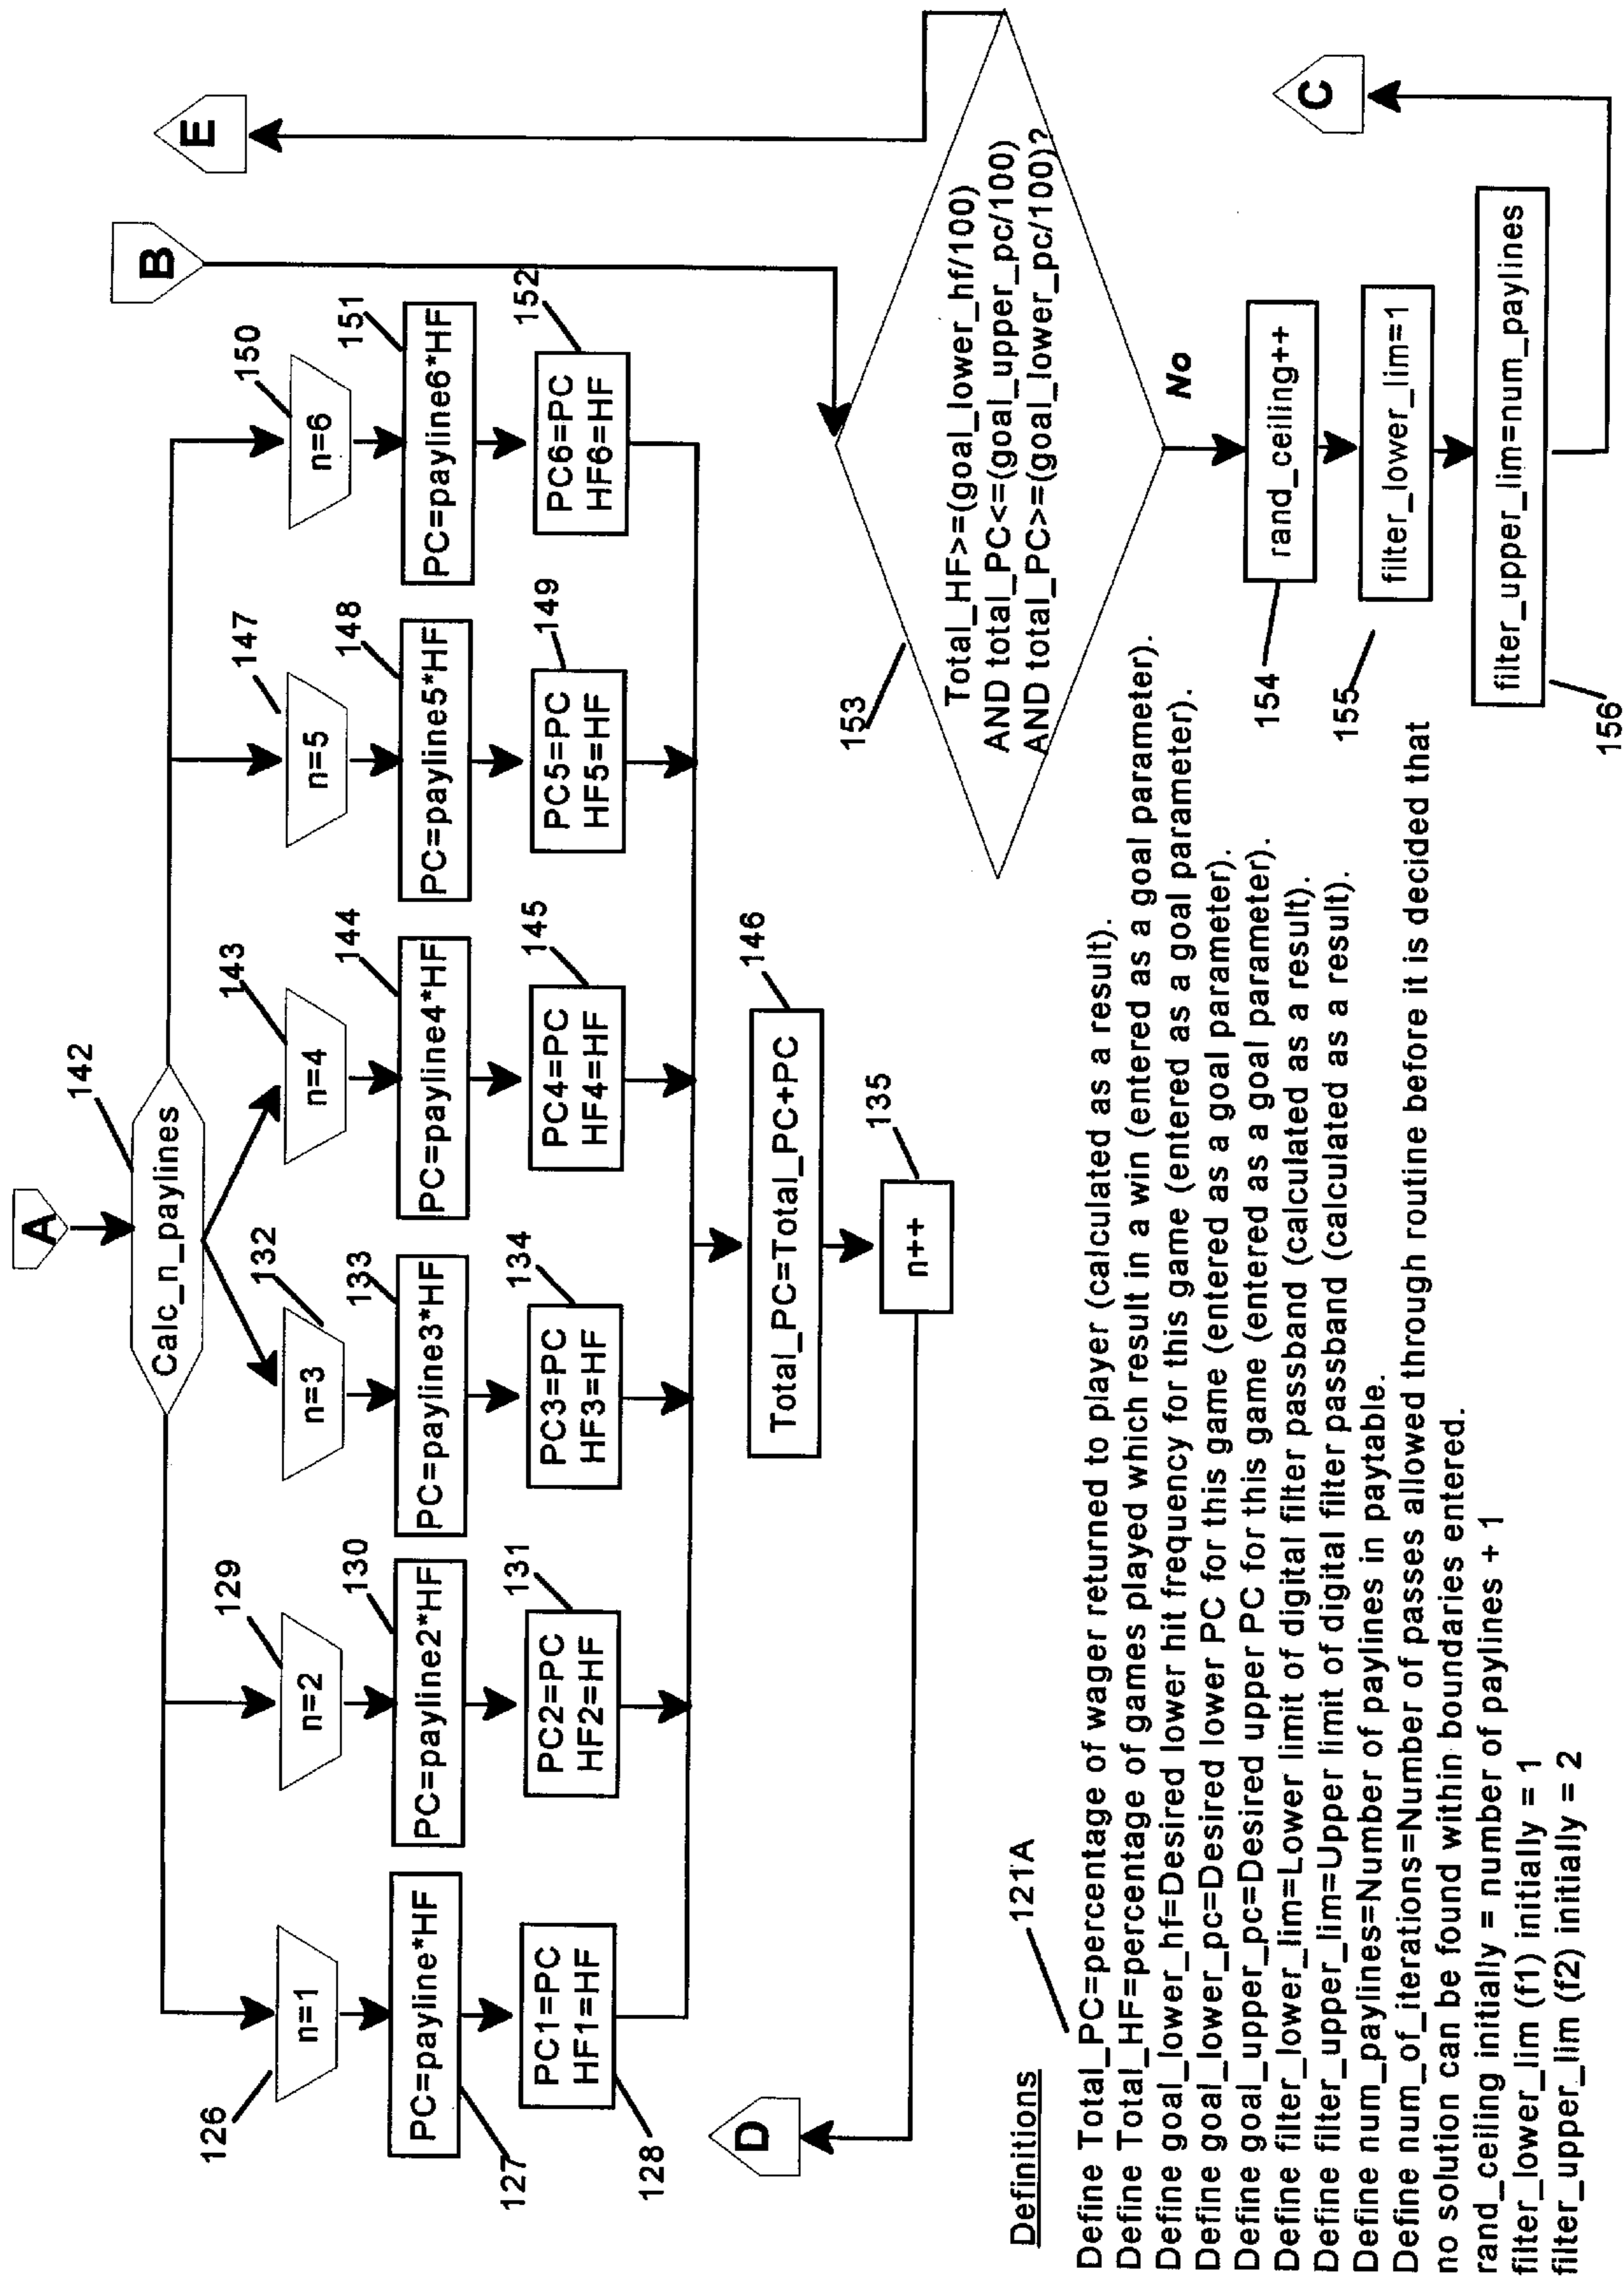 A
142
Calc_n_paylines
126
n=1
129
n=2
132
n=3
143
n=4
147
n=5
150
n=6
127
PC=payline*HF
130
PC=payline2*HF
133
PC=payline3*HF
144
PC=payline4*HF
148
PC=payline5*HF
151
PC=payline6*HF
128
PC1=PC
HF1=HF
131
PC2=PC
HF2=HF
134
PC3=PC
HF3=HF
145
PC4=PC
HF4=HF
149
PC5=PC
HF5=HF
152
PC6=PC
HF6=HF
146
Total_PC=Total_PC+PC
135
n++
D
B
E
153
Total_HF>=(goal_lower_hf/100)
AND total_PC<=(goal_upper_pc/100)
AND total_PC>=(goal_lower_pc/100)?
No
154
rand_ceiling++
155
filter_lower_lim=1
156
filter_upper_lim=num_paylines
C
Definitions
121A
Define Total_PC=percentage of wager returned to player (calculated as a result).
Define Total_HF=percentage of games played which result in a win (entered as a goal parameter).
Define goal_lower_hf=Desired lower hit frequency for this game (entered as a goal parameter).
Define goal_lower_pc=Desired lower PC for this game (entered as a goal parameter).
Define goal_upper_pc=Desired upper PC for this game (entered as a goal parameter).
Define filter_lower_lim=Lower limit of digital filter passband (calculated as a result).
Define filter_upper_lim=Upper limit of digital filter passband (calculated as a result).
Define num_paylines=Number of paylines in paytable.
Define num_of_iterations=Number of passes allowed through routine before it is decided that
no solution can be found within boundaries entered.
rand_ceiling initially = number of paylines + 1
filter_lower_lim (f1) initially = 1
filter_upper_lim (f2) initially = 2